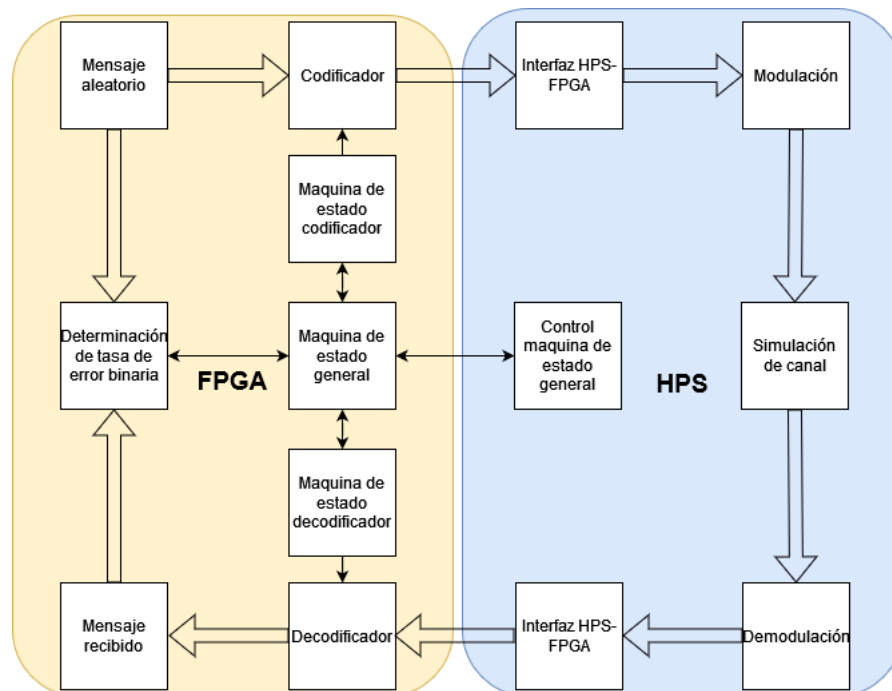 Mensaje
aleatorio
Codificador
Interfaz HPS-
FPGA
Modulación
Maquina de
estado
codificador
Determinación
de tasa de
error binaria
Maquina de
estado
general
Control
maquina de
estado
general
Simulación
de canal
FPGA
HPS
Maquina de
estado
decodificador
Mensaje
recibido
Decodificador
Interfaz HPS-
FPGA
Demodulación